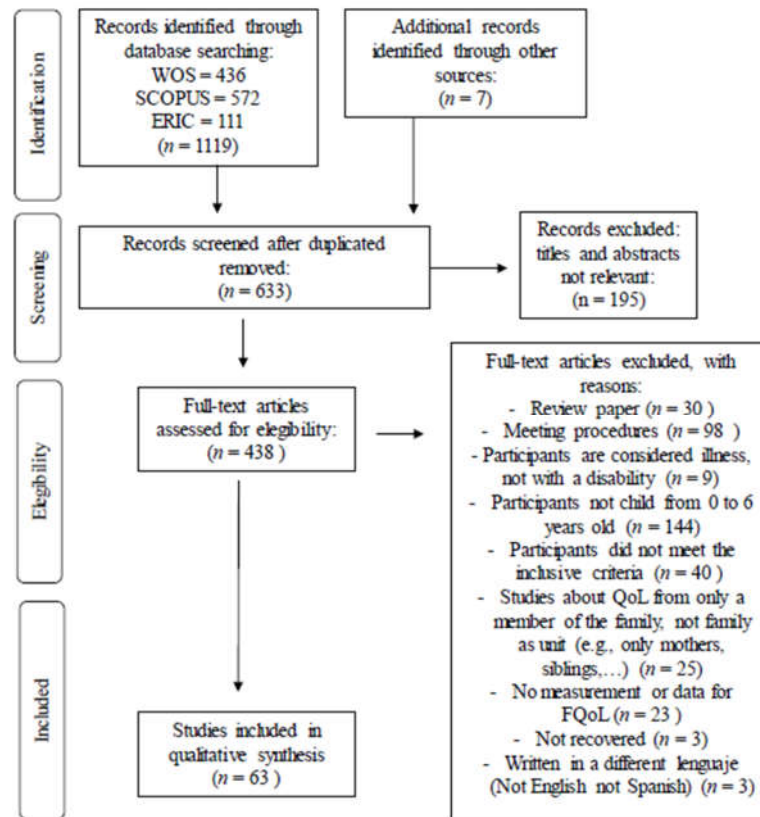 Identification
Records identified through
database searching:
WOS = 436
SCOPUS = 572
ERIC = 111
(n = 1119)
Additional records
identified through other
sources:
(n = 7)
Screening
Records screened after duplicated
removed:
(n = 633)
Records excluded:
titles and abstracts
not relevant:
(n = 195)
Elegibility
Full-text articles
assessed for elegibility:
(n = 438 )
Full-text articles excluded, with
reasons:
- Review paper (n = 30 )
- Meeting procedures (n = 98 )
- Participants are considered illness,
not with a disability (n = 9)
- Participants not child from 0 to 6
years old (n = 144)
- Participants did not meet the
inclusive criteria (n = 40 )
- Studies about QoL from only a
member of the family, not family
as unit (e.g., only mothers,
siblings,…) (n = 25)
- No measurement or data for
FQoL (n = 23 )
- Not recovered (n = 3)
- Written in a different lenguaje
(Not English not Spanish) (n = 3)
Included
Studies included in
qualitative synthesis
(n = 63 )